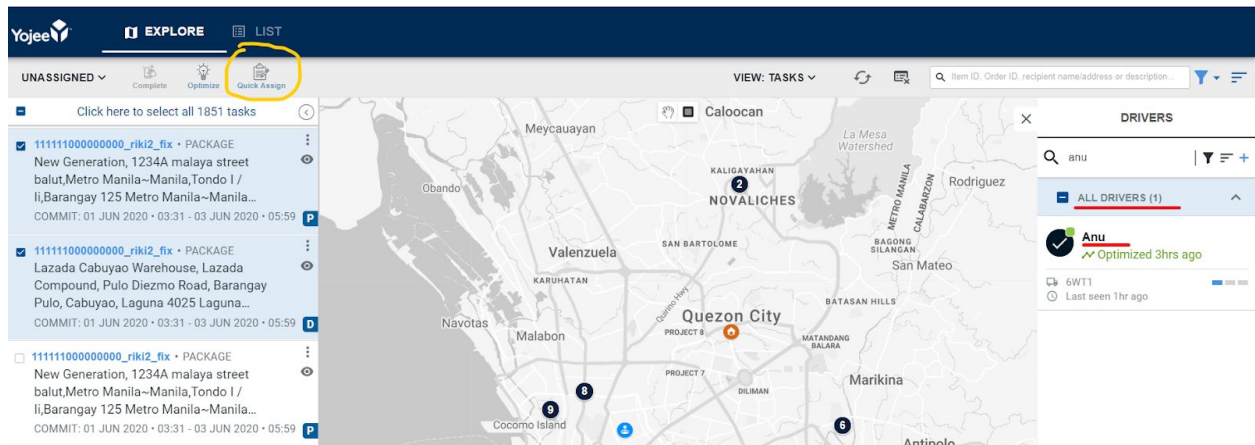 Yojee
EXPLORE
LIST
UNASSIGNED
Complete
Optimize
Quick Assign
VIEW: TASKS
Item ID, Order ID, recipient name/address or description...
Click here to select all 1851 tasks
111111000000000_riki2_fix • PACKAGE
New Generation, 1234A malaya street
balut,Metro Manila~Manila,Tondo I /
Ii,Barangay 125 Metro Manila~Manila...
COMMIT: 01 JUN 2020 • 03:31 - 03 JUN 2020 • 05:59 P
111111000000000_riki2_fix • PACKAGE
Lazada Cabuyao Warehouse, Lazada
Compound, Pulo Diezmo Road, Barangay
Pulo, Cabuyao, Laguna 4025 Laguna...
COMMIT: 01 JUN 2020 • 03:31 - 03 JUN 2020 • 05:59 D
111111000000000_riki2_fix • PACKAGE
New Generation, 1234A malaya street
balut,Metro Manila~Manila,Tondo I /
Ii,Barangay 125 Metro Manila~Manila...
COMMIT: 01 JUN 2020 • 03:31 - 03 JUN 2020 • 05:59 P
Caloocan
Meycauayan
La Mesa
Watershed
KALIGAYAHAN
2
Obando
NOVALICHES
Rodriguez
METRO MANILA
CALABARZON
Valenzuela
SAN BARTOLOME
BAGONG
SILANGAN
San Mateo
KARUHATAN
BATASAN HILLS
Quirino Hwy
Quezon City
Navotas
Malabon
PROJECT 8
MATANDANG
BALARA
PROJECT 7
DILIMAN
Marikina
8
9
Cocomo Island
6
Antipolo
DRIVERS
anu
ALL DRIVERS (1)
Anu
Optimized 3hrs ago
6WT1
Last seen 1hr ago